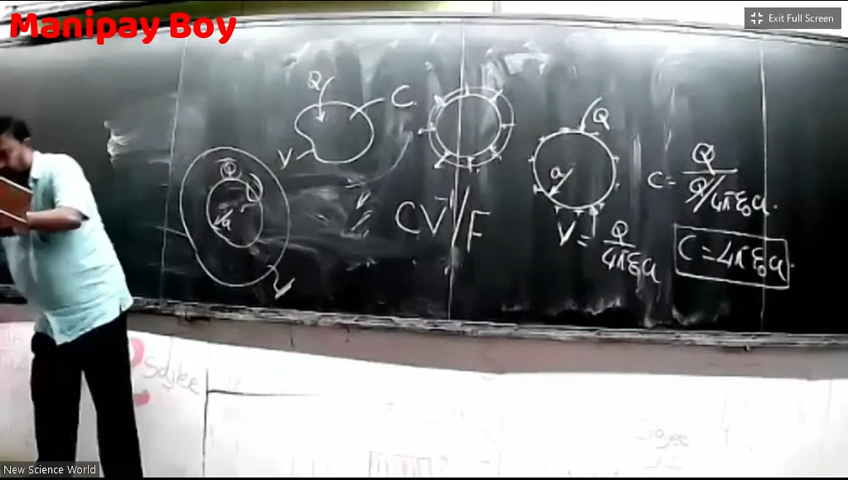 Manipay Boy
Exit Full Screen
Q
C
V
Q
a
CV // F
Q
a
V = Q / 4πε₀a
C = Q / Q/4πε₀a
C = 4πε₀a
New Science World